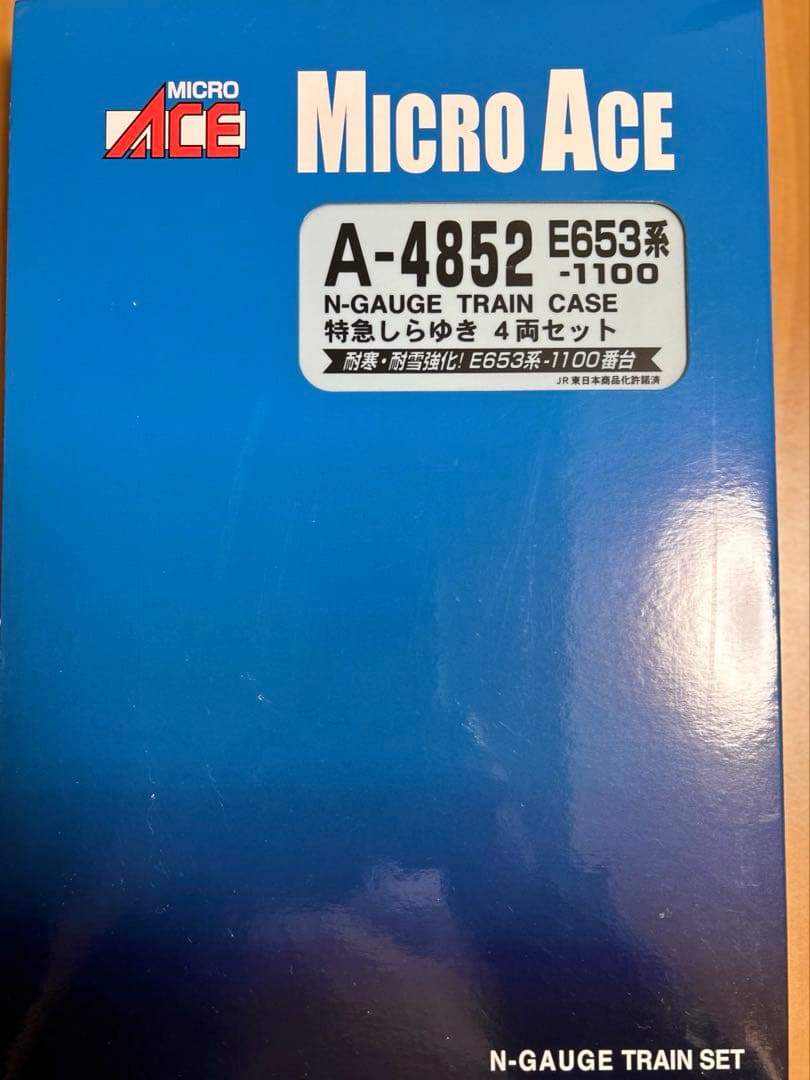 MICRO
ACE
MICRO ACE
A-4852 E653系
-1100
N-GAUGE TRAIN CASE
特急しらゆき 4両セット
耐寒・耐雪強化! E653系-1100番台
JR東日本商品化許諾済
N-GAUGE TRAIN SET